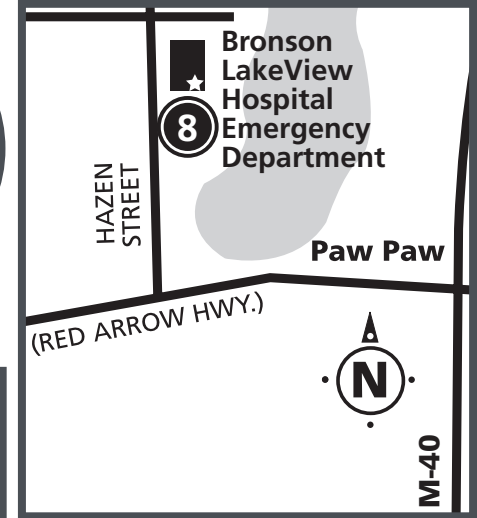 Bronson
LakeView
Hospital
Emergency
Department
8
HAZEN
STREET
Paw Paw
(RED ARROW HWY.)
N
M-40